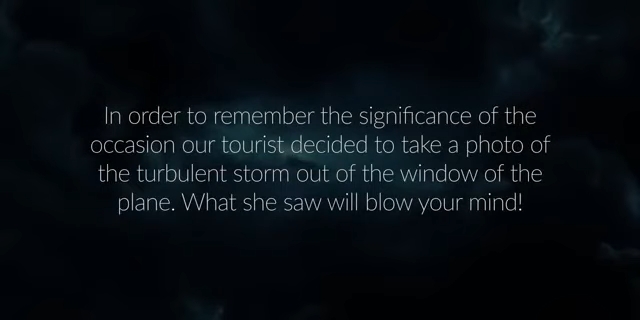 In order to remember the significance of the
occasion our tourist decided to take a photo of
the turbulent storm out of the window of the
plane. What she saw will blow your mind!